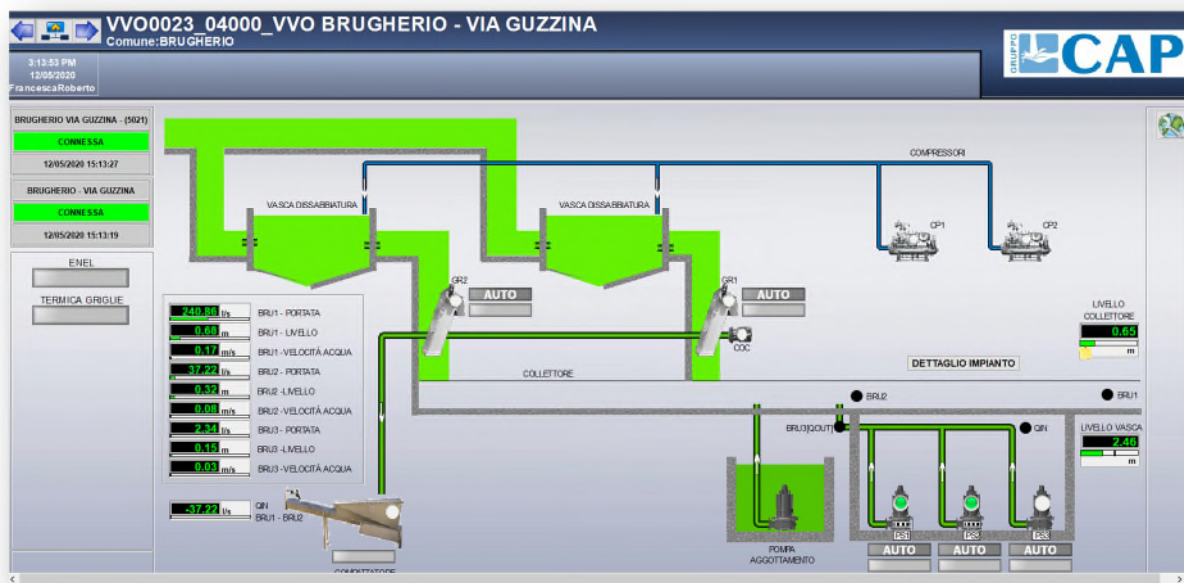 VVO0023_04000_VVO BRUGHERIO - VIA GUZZINA
Comune:BRUGHERIO
GRUPPO
CAP
3:13:53 PM
12/05/2020
FrancescaRoberto
BRUGHERIO VIA GUZZINA - (5021)
CONNESSA
12/05/2020 15:13:27
BRUGHERIO - VIA GUZZINA
CONNESSA
12/05/2020 15:13:19
ENEL
TERMICA GRIGLIE
COMPRESSORI
VASCA DISSABBIATURA
VASCA DISSABBIATURA
CP1
CP2
GR2
AUTO
GR1
AUTO
COC
240.86 l/s BRU1 - PORTATA
0.68 m BRU1 - LIVELLO
0.17 m/s BRU1 -VELOCITÀ ACQUA
37.22 l/s BRU2 - PORTATA
0.32 m BRU2 -LIVELLO
0.08 m/s BRU2 -VELOCITÀ ACQUA
2.34 l/s BRU3 - PORTATA
0.15 m BRU3 -LIVELLO
0.03 m/s BRU3 -VELOCITÀ ACQUA
-37.22 l/s QIN
BRU1 - BRU2
LIVELLO
COLLETTORE
0.65
m
DETTAGLIO IMPIANTO
COLLETTORE
BRU2
BRU1
BRU3[QOUT]
QIN
LIVELLO VASCA
2.46
m
PS1
PS2
PS3
AUTO
AUTO
AUTO
POMPA
AGGOTTAMENTO
COMPATTATORE